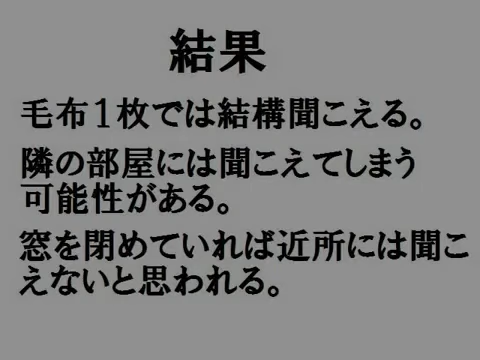 結果
毛布１枚では結構聞こえる。
隣の部屋には聞こえてしまう
可能性がある。
窓を閉めていれば近所には聞こ
えないと思われる。